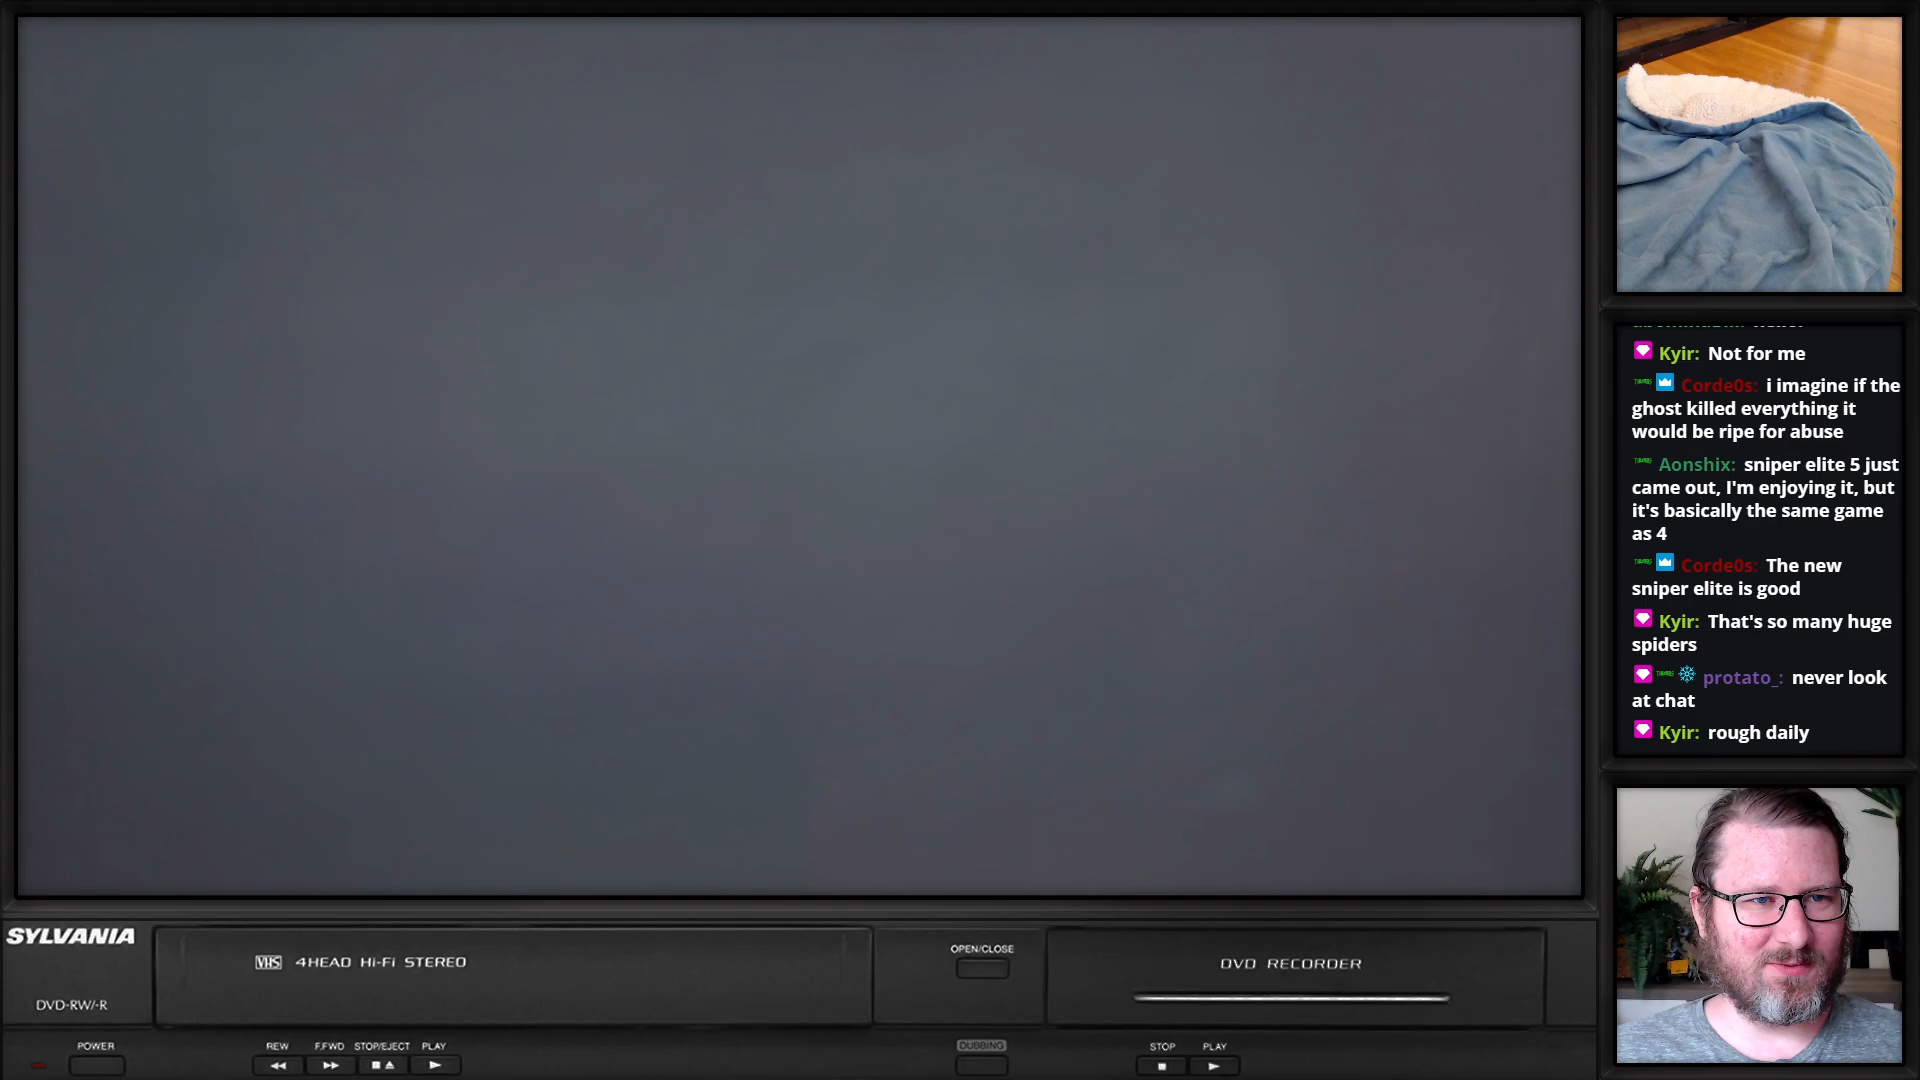 Kyir: Not for me
Corde0s: i imagine if the
ghost killed everything it
would be ripe for abuse
Aonshix: sniper elite 5 just
came out, I'm enjoying it, but
it's basically the same game
as 4
Corde0s: The new
sniper elite is good
Kyir: That's so many huge
spiders
protato_: never look
at chat
Kyir: rough daily
SYLVANIA
DVD-RW/-R
VHS 4HEAD Hi-Fi STEREO
OPEN/CLOSE
DVD RECORDER
POWER
REW F.FWD STOP/EJECT PLAY
DUBBING
STOP PLAY